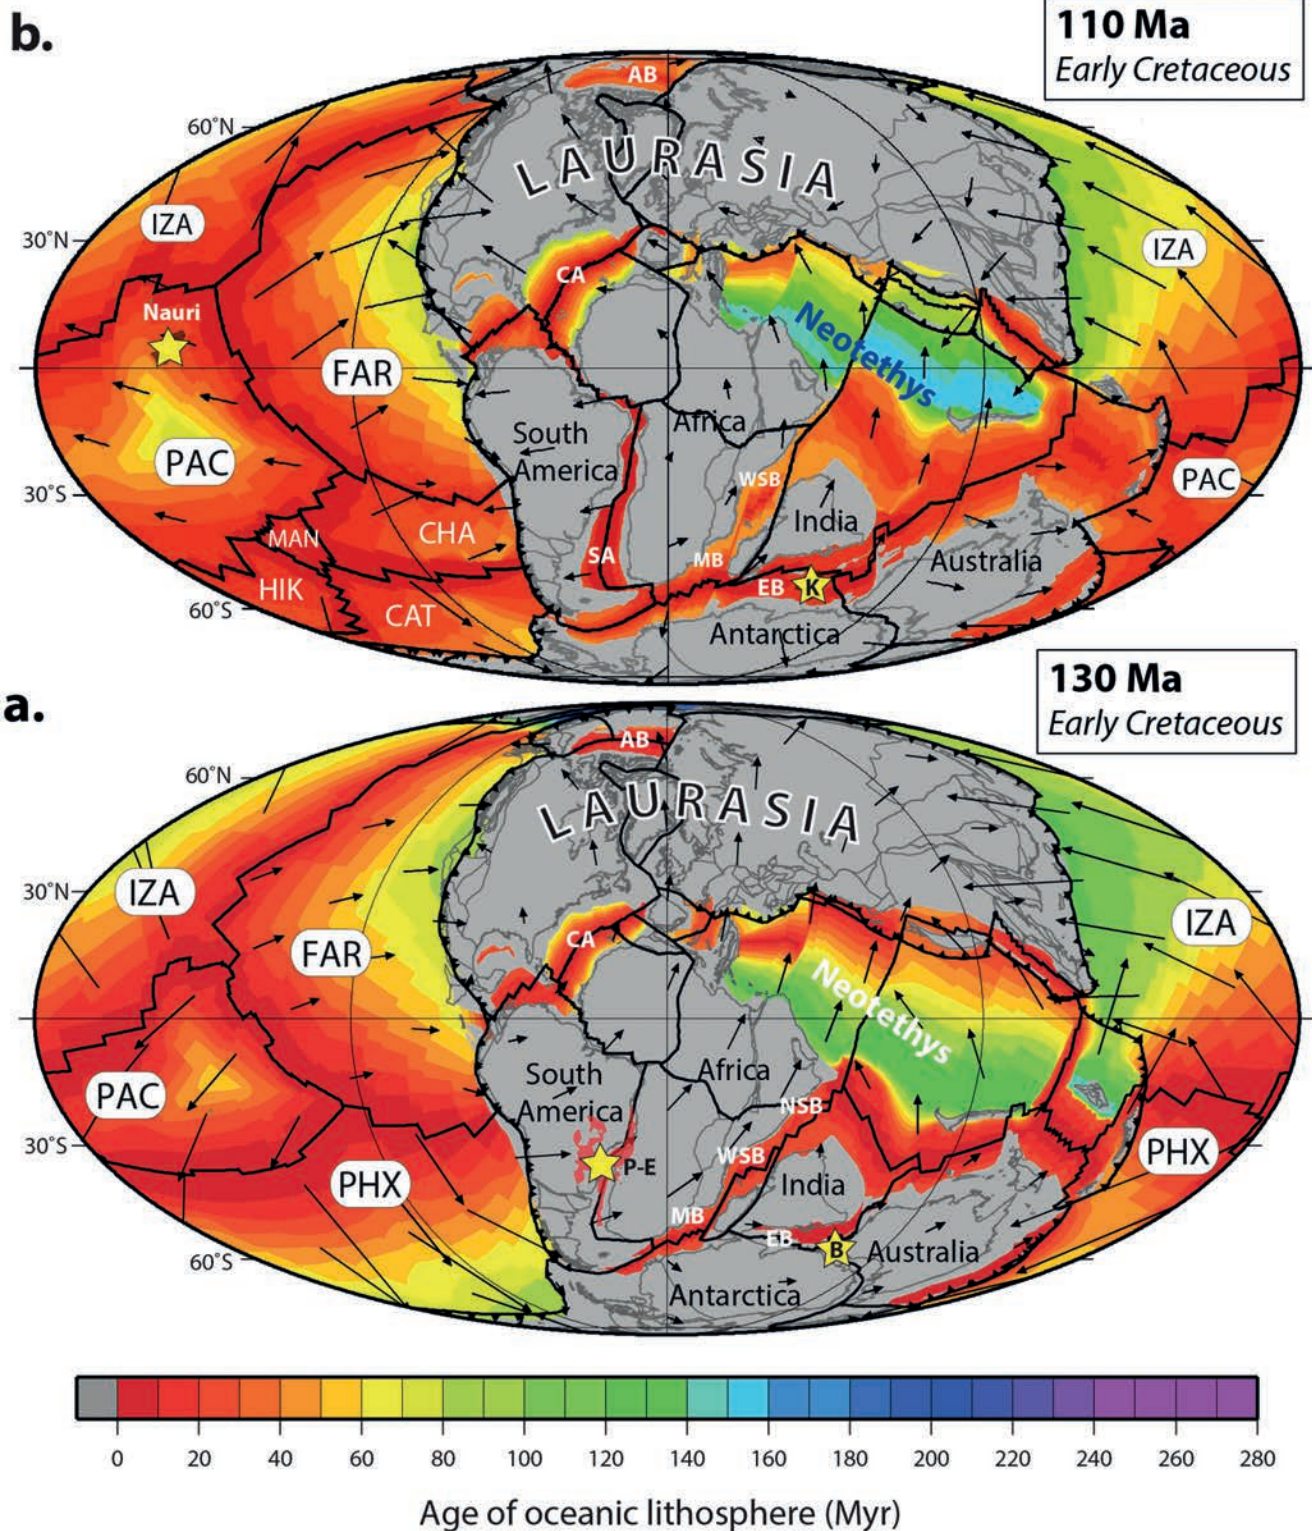 b.
110 Ma
Early Cretaceous
AB
60°N
LAURASIA
IZA
30°N
IZA
CA
Nauri
Neotethys
FAR
Africa
South
America
PAC
WSB
PAC
30°S
India
CHA
MAN
SA
MB
Australia
HIK
EB
K
CAT
60°S
Antarctica
a.
130 Ma
Early Cretaceous
AB
60°N
LAURASIA
IZA
30°N
IZA
CA
FAR
Neotethys
South
America
Africa
PAC
NSB
30°S
P-E
WSB
PHX
PHX
India
MB
EB
B
Australia
60°S
Antarctica
0 20 40 60 80 100 120 140 160 180 200 220 240 260 280
Age of oceanic lithosphere (Myr)